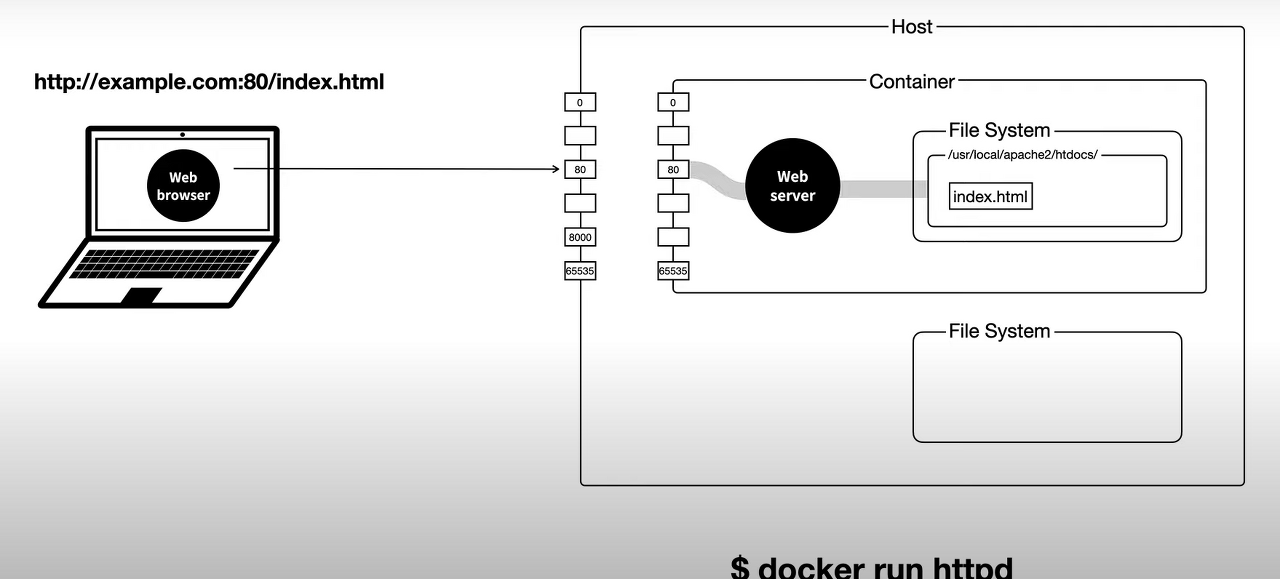 Host
http://example.com:80/index.html
Container
0
0
File System
/usr/local/apache2/htdocs/
Web
browser
80
80
Web
server
index.html
8000
65535
65535
File System
$ docker run httpd